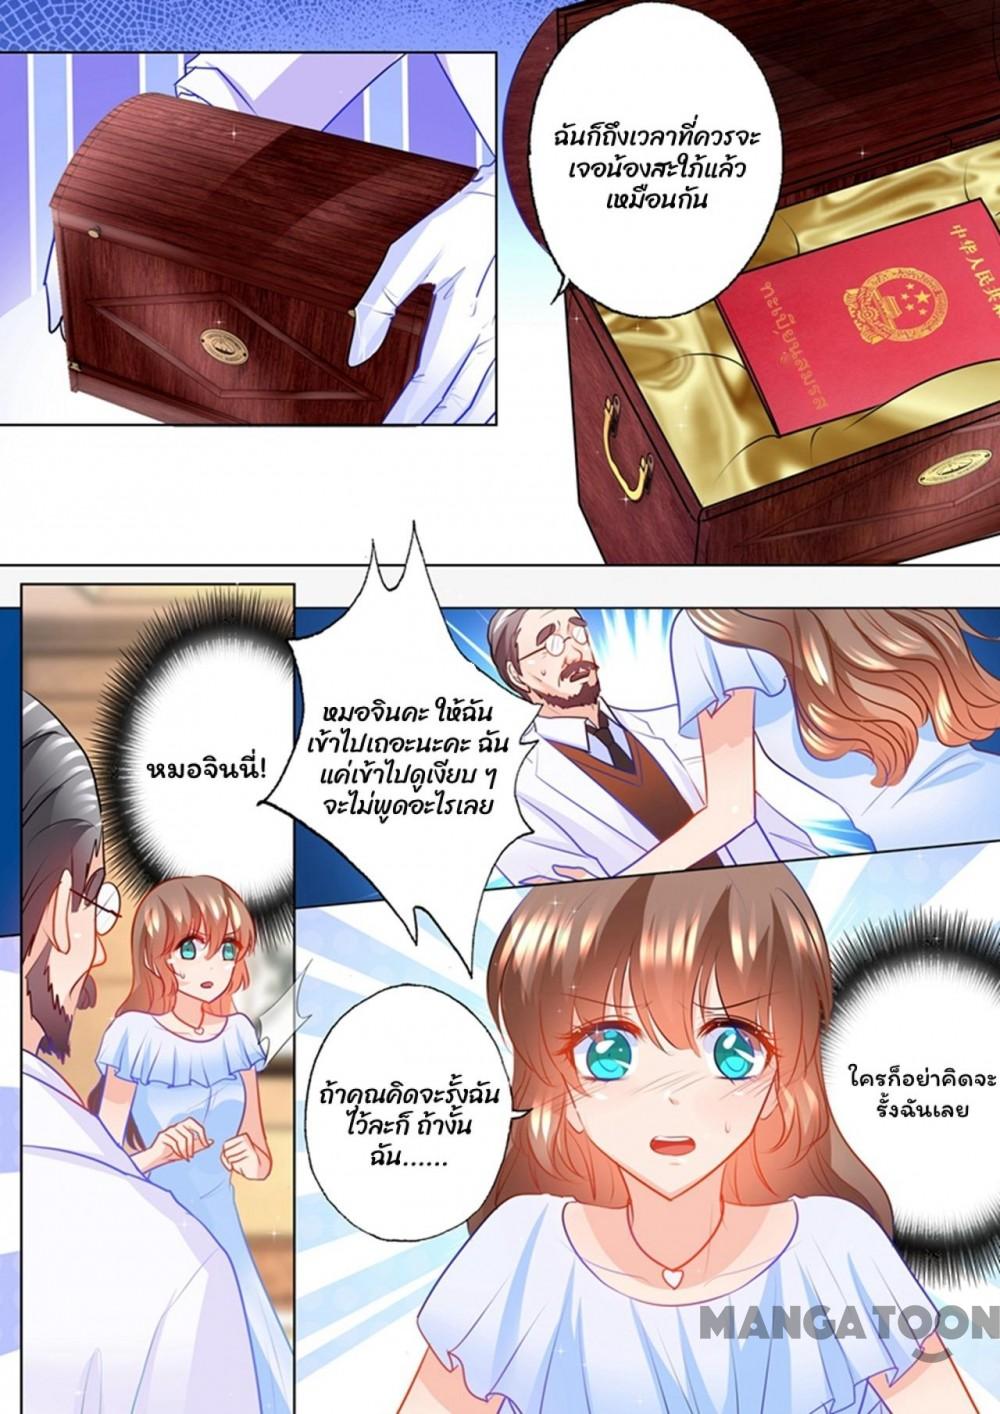 ฉันก็ถึงเวลาที่ควรจะ
เจอน้องสะใภ้แล้ว
เหมือนกัน
中华人民共
ทะเบียนสมรส
หมอจินนี่!
หมอจินคะ ให้ฉัน
เข้าไปเถอะนะคะ ฉัน
แค่เข้าไปดูเงียบ ๆ
จะไม่พูดอะไรเลย
ถ้าคุณคิดจะรั้งฉัน
ไว้ละก็ ถ้างั้น
ฉัน......
ใครก็อย่าคิดจะ
รั้งฉันเลย
MANGATOON